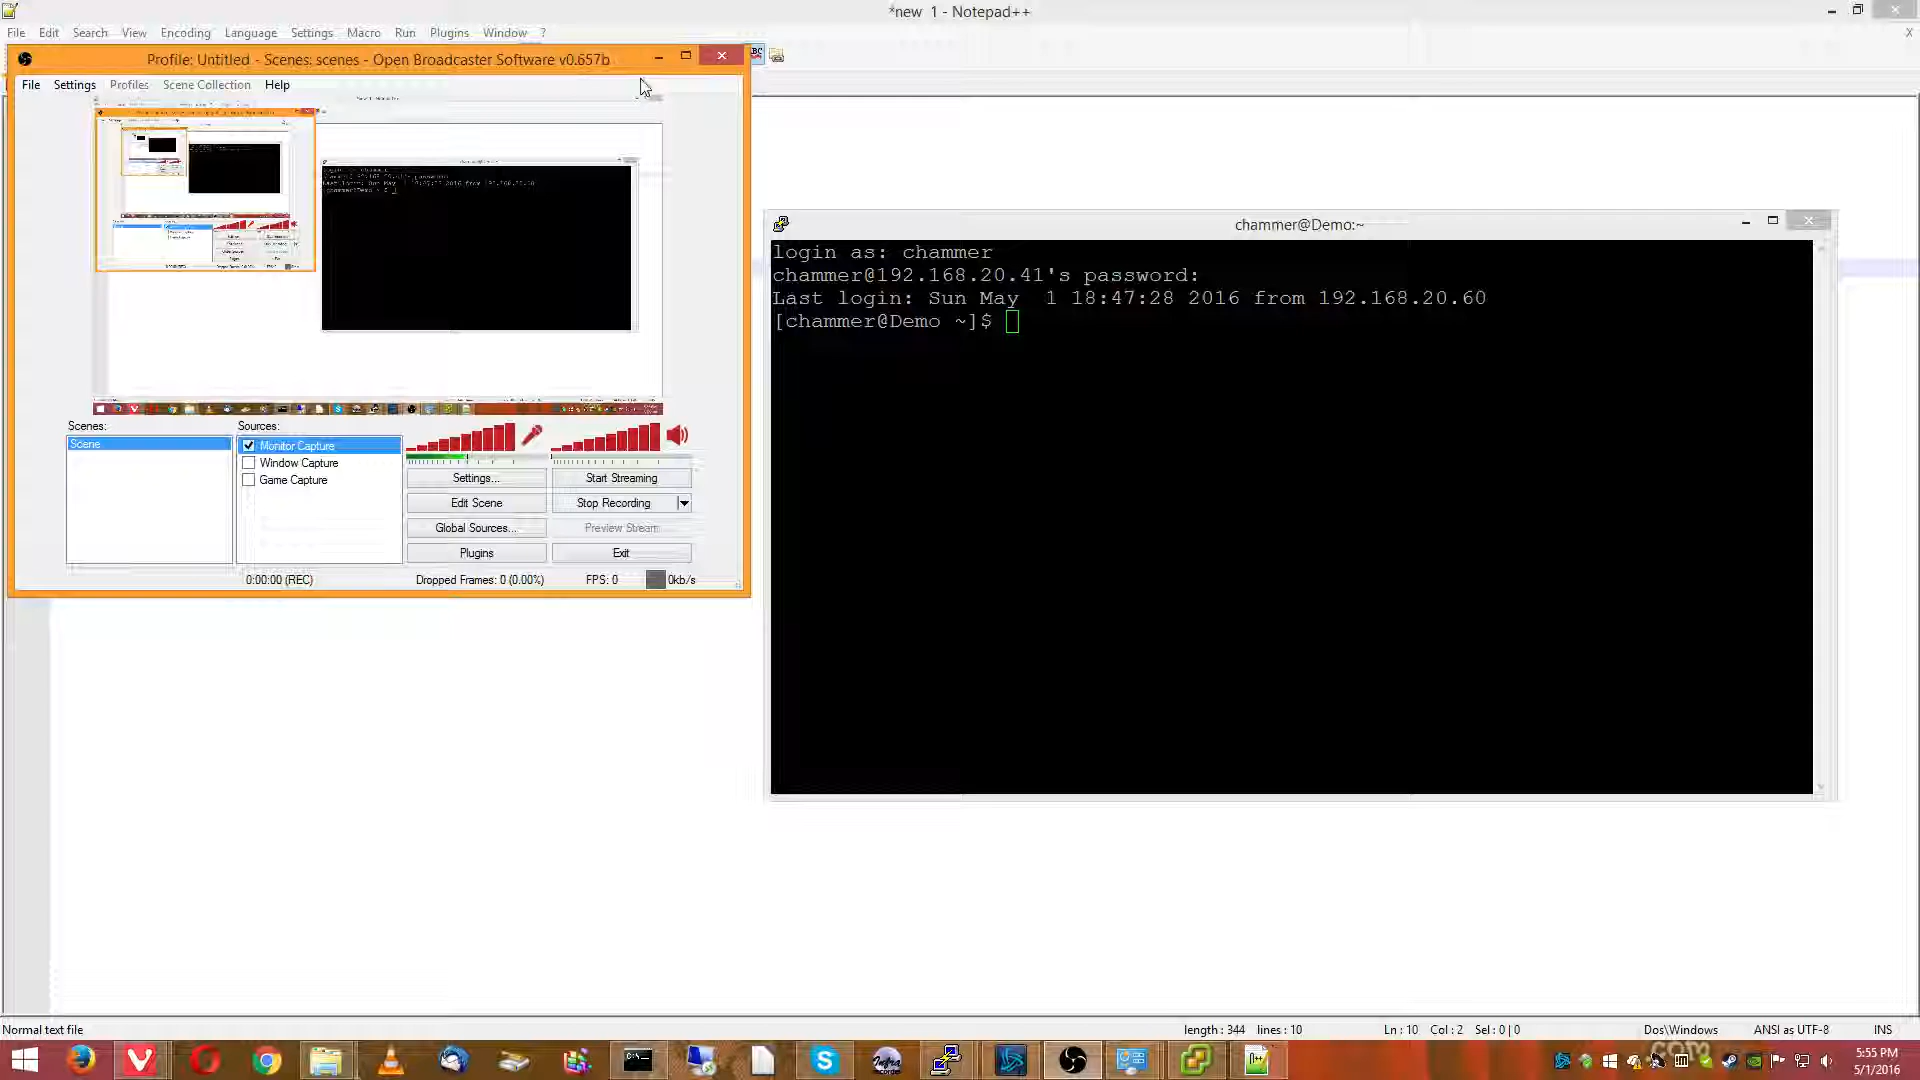 *new  1 - Notepad++
File Edit Search View Encoding Language Settings Macro Run Plugins Window ?
X
Profile: Untitled - Scenes: scenes - Open Broadcaster Software v0.657b
File Settings Profiles Scene Collection Help
chammer@Demo:~
login as: chammer
chammer@192.168.20.41's password:
Last login: Sun May  1 18:47:28 2016 from 192.168.20.60
[chammer@Demo ~]$
Scenes: Sources:
Scene
Monitor Capture
Window Capture
Game Capture
Settings... Start Streaming
Edit Scene Stop Recording
Global Sources... Preview Stream
Plugins Exit
0:00:00 (REC) Dropped Frames: 0 (0.00%) FPS: 0 0kb/s
Normal text file length : 344 lines : 10 Ln : 10 Col : 2 Sel : 0 | 0 Dos\Windows ANSI as UTF-8 INS
5:55 PM
5/1/2016